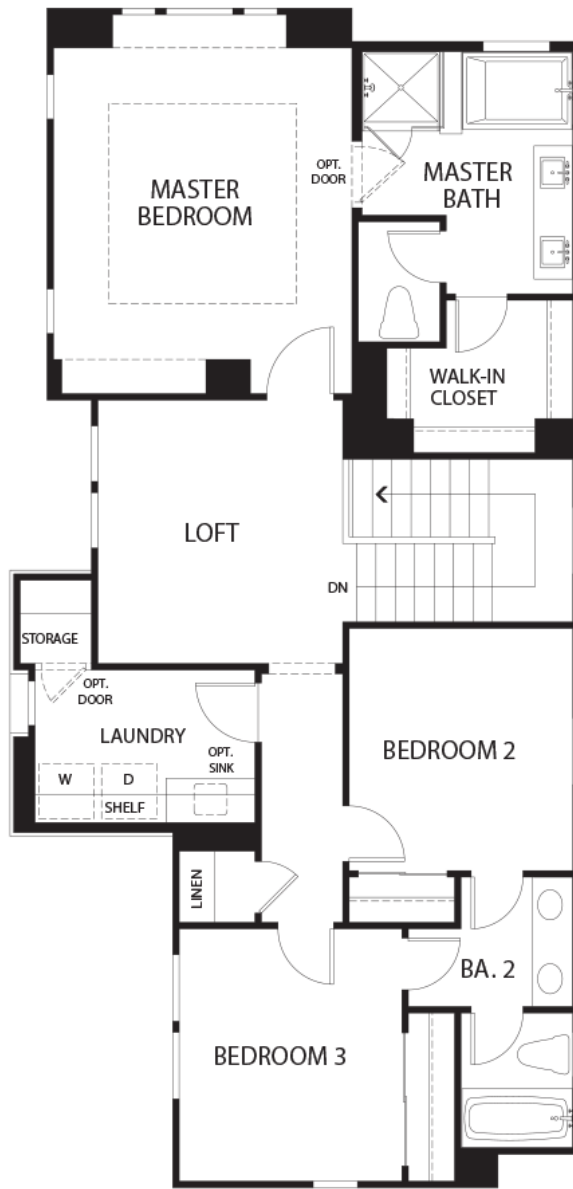 OPT.
DOOR
MASTER
BEDROOM
MASTER
BATH
WALK-IN
CLOSET
LOFT
DN
STORAGE
OPT.
DOOR
LAUNDRY
OPT.
SINK
W
D
SHELF
BEDROOM 2
LINEN
BA. 2
BEDROOM 3